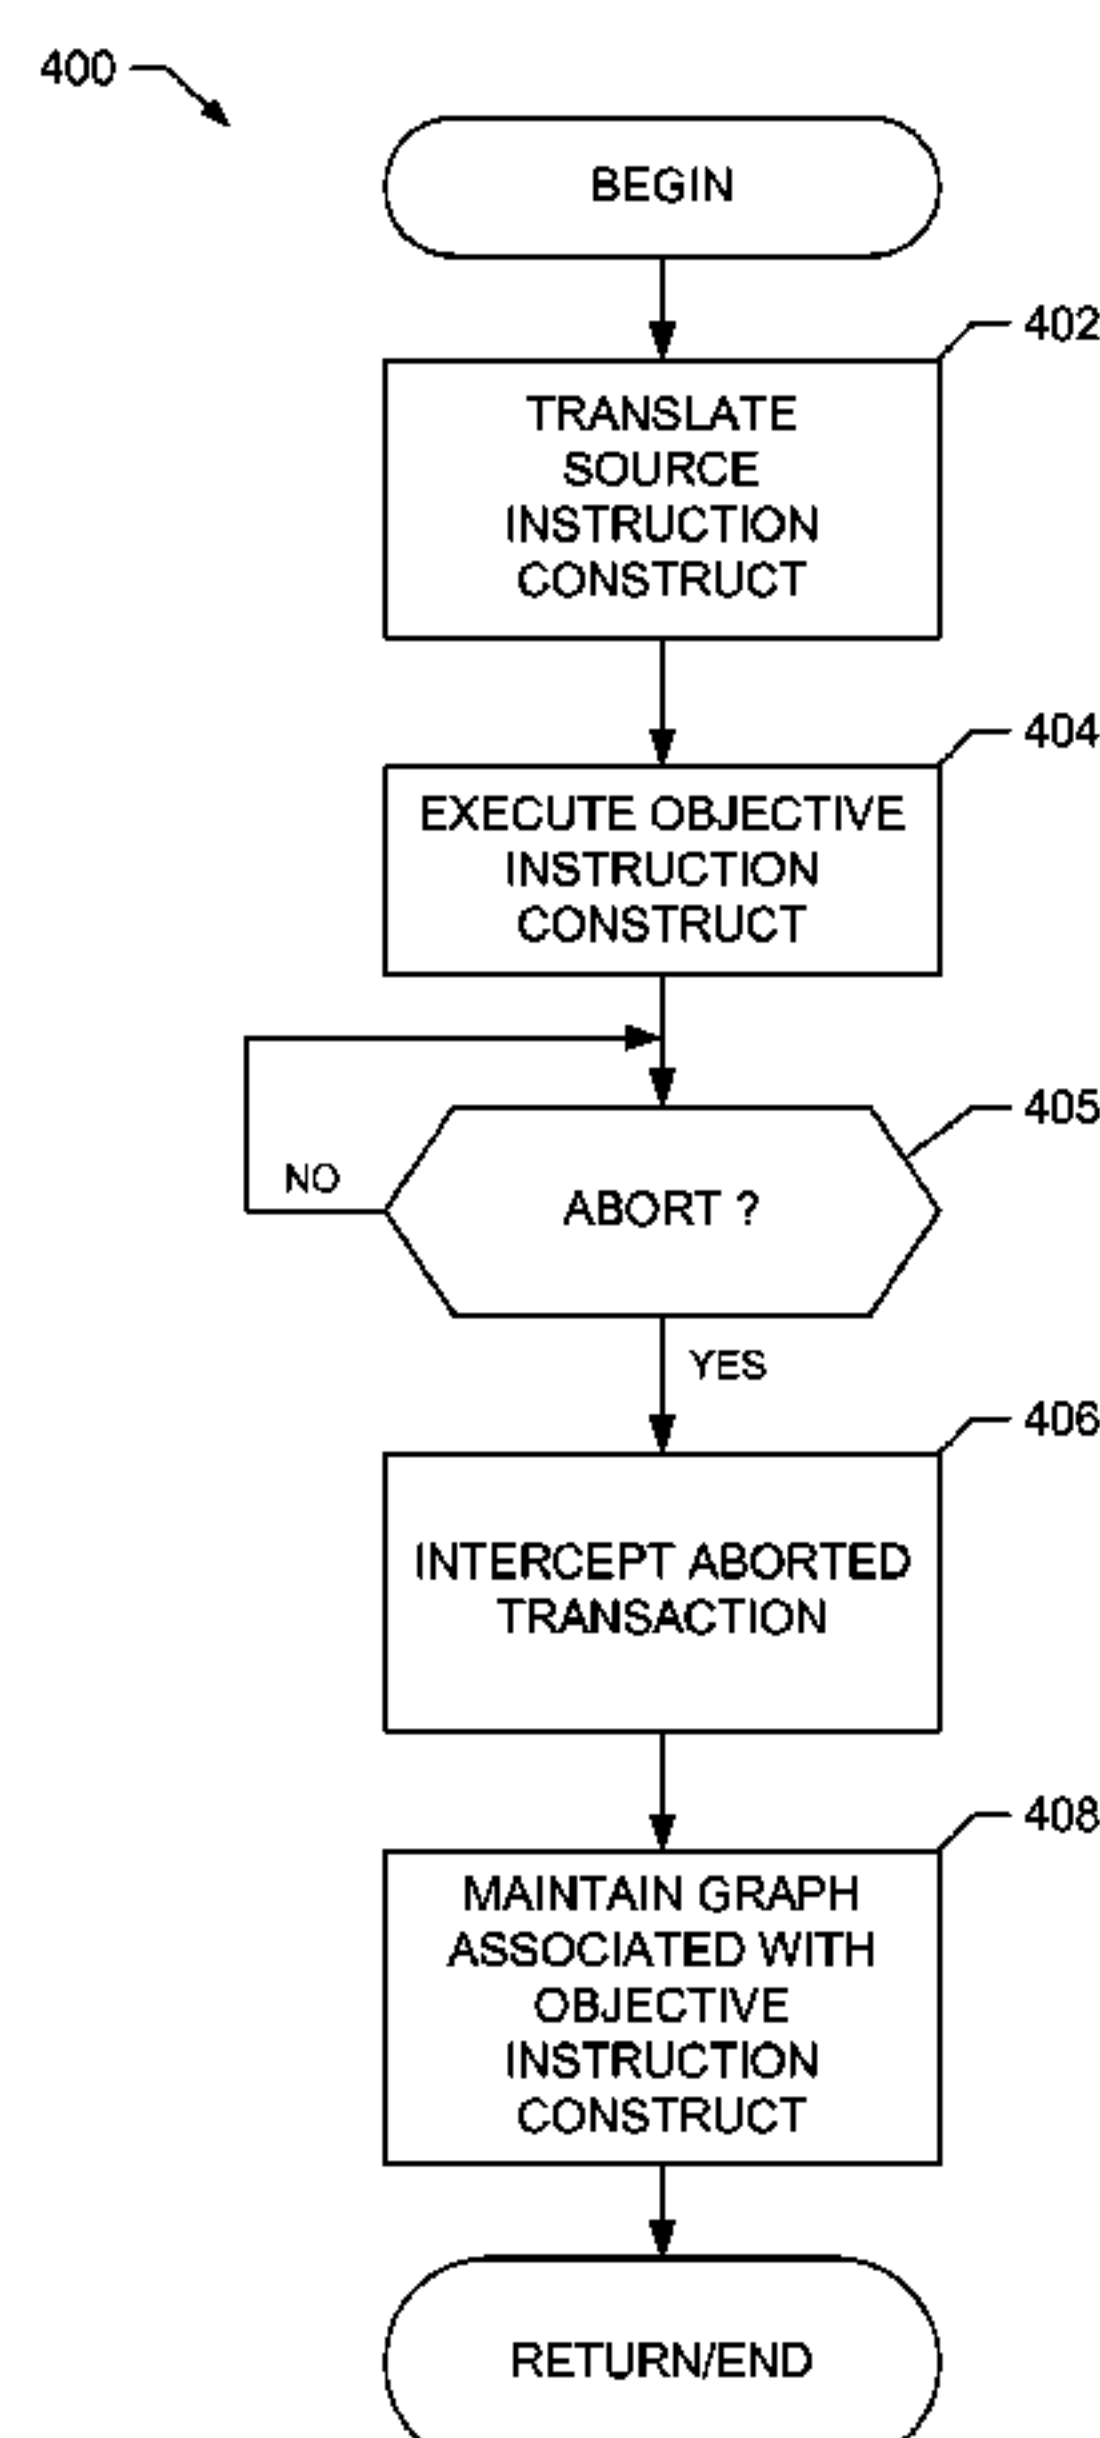 400
BEGIN
402
TRANSLATE
SOURCE
INSTRUCTION
CONSTRUCT
404
EXECUTE OBJECTIVE
INSTRUCTION
CONSTRUCT
405
ABORT ?
NO
YES
406
INTERCEPT ABORTED
TRANSACTION
408
MAINTAIN GRAPH
ASSOCIATED WITH
OBJECTIVE
INSTRUCTION
CONSTRUCT
RETURN/END